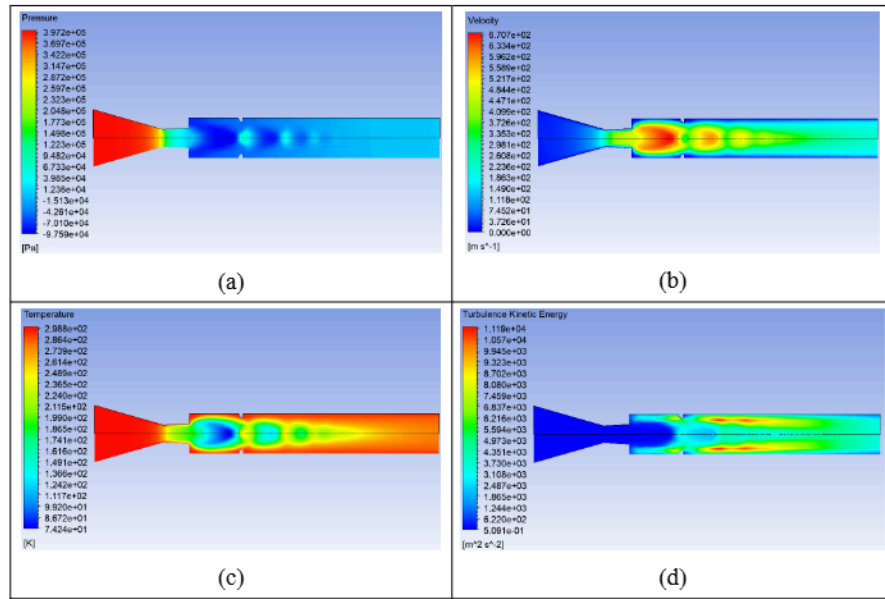 Pressure
3.972e+05
3.697e+05
3.422e+05
3.147e+05
2.872e+05
2.597e+05
2.323e+05
2.048e+05
1.773e+05
1.498e+05
1.223e+05
9.482e+04
6.733e+04
3.985e+04
1.236e+04
-1.513e+04
-4.261e+04
-7.010e+04
-9.759e+04
[Pa]
(a)
Velocity
6.707e+02
6.334e+02
5.962e+02
5.589e+02
5.217e+02
4.844e+02
4.471e+02
4.099e+02
3.726e+02
3.353e+02
2.981e+02
2.608e+02
2.236e+02
1.863e+02
1.490e+02
1.118e+02
7.452e+01
3.726e+01
0.000e+00
[m s^-1]
(b)
Temperature
2.988e+02
2.864e+02
2.739e+02
2.614e+02
2.489e+02
2.365e+02
2.240e+02
2.115e+02
1.990e+02
1.865e+02
1.741e+02
1.616e+02
1.491e+02
1.366e+02
1.242e+02
1.117e+02
9.920e+01
8.672e+01
7.424e+01
[K]
(c)
Turbulence Kinetic Energy
1.119e+04
1.057e+04
9.945e+03
9.323e+03
8.702e+03
8.080e+03
7.459e+03
6.837e+03
6.216e+03
5.594e+03
4.973e+03
4.351e+03
3.730e+03
3.108e+03
2.487e+03
1.865e+03
1.244e+03
6.220e+02
5.091e-01
[m^2 s^-2]
(d)